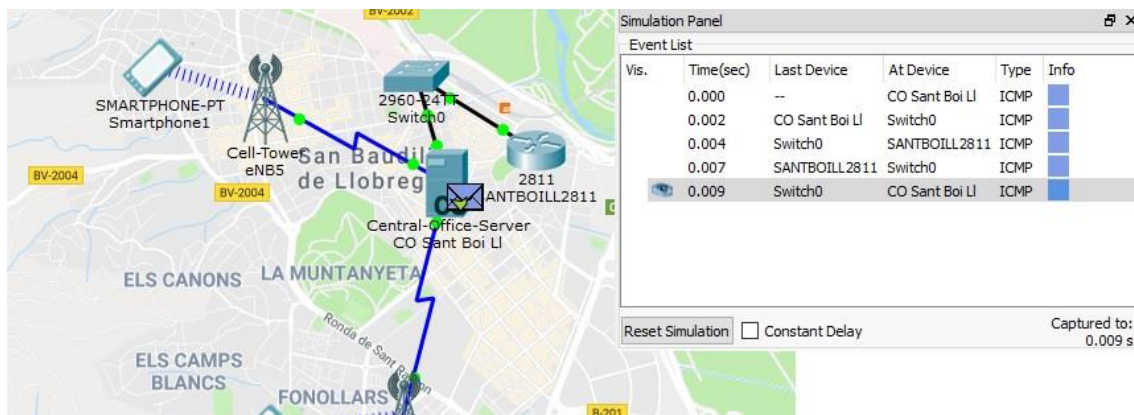 BV-2002
SMARTPHONE-PT
Smartphone1
2960-24TT
Switch0
Cell-Tower
eNB5
San Baudil
de Llobreg
BV-2004
BV-2004
2811
ANTBOILL2811
Central-Office-Server
CO Sant Boi Ll
ELS CANONS
LA MUNTANYETA
Ronda de Sant Ramon
ELS CAMPS
BLANCS
FONOLLARS
B-201
Simulation Panel
Event List
Vis. Time(sec) Last Device At Device Type Info
0.000 -- CO Sant Boi Ll ICMP
0.002 CO Sant Boi Ll Switch0 ICMP
0.004 Switch0 SANTBOILL2811 ICMP
0.007 SANTBOILL2811 Switch0 ICMP
0.009 Switch0 CO Sant Boi Ll ICMP
Reset Simulation Constant Delay Captured to:
0.009 s